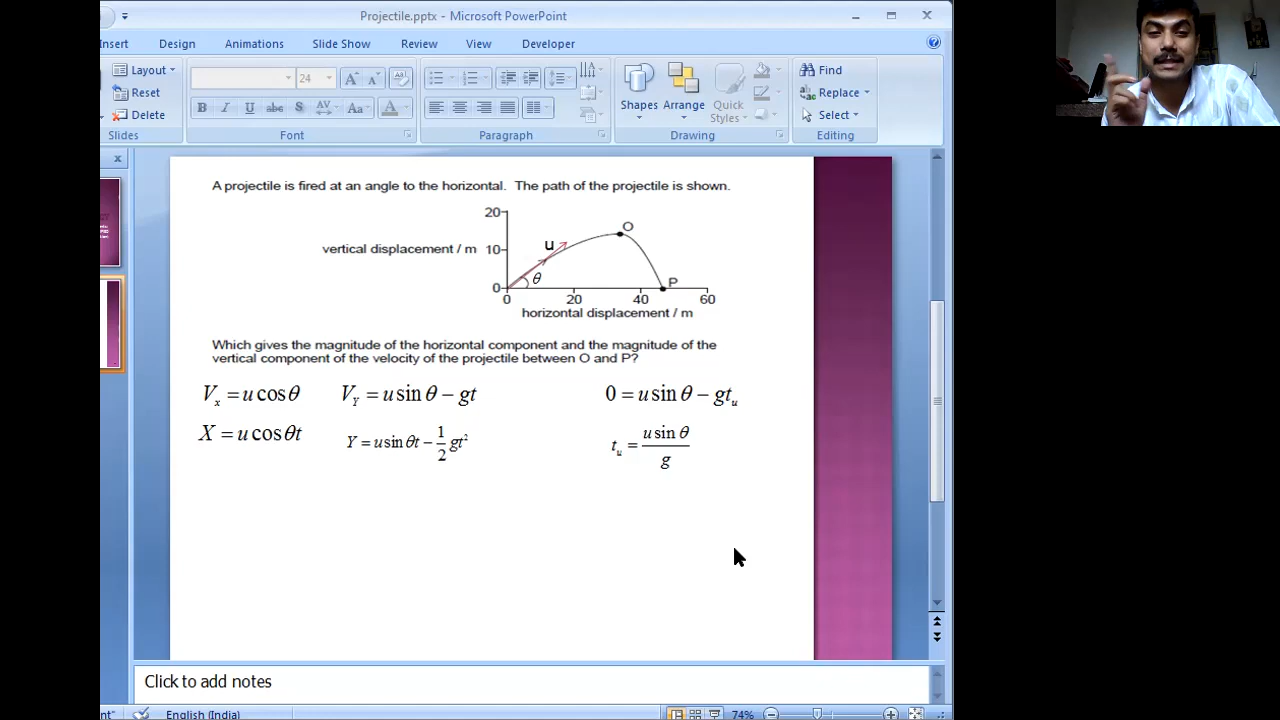 Projectile.pptx - Microsoft PowerPoint
nsert Design Animations Slide Show Review View Developer
Layout 24 Find
Reset B I U abc S AV Aa A Shapes Arrange Quick Styles Replace
Delete Select
Slides Font Paragraph Drawing Editing
A projectile is fired at an angle to the horizontal. The path of the projectile is shown.
20
O
vertical displacement / m 10 u
θ P
0
0 20 40 60
horizontal displacement / m
Which gives the magnitude of the horizontal component and the magnitude of the
vertical component of the velocity of the projectile between O and P?
Vx = u cos θ VY = u sin θ − gt 0 = u sin θ − gtu
X = u cos θt Y = u sin θt − 1/2 gt² tu = u sin θ / g
Click to add notes
English (India) 74%